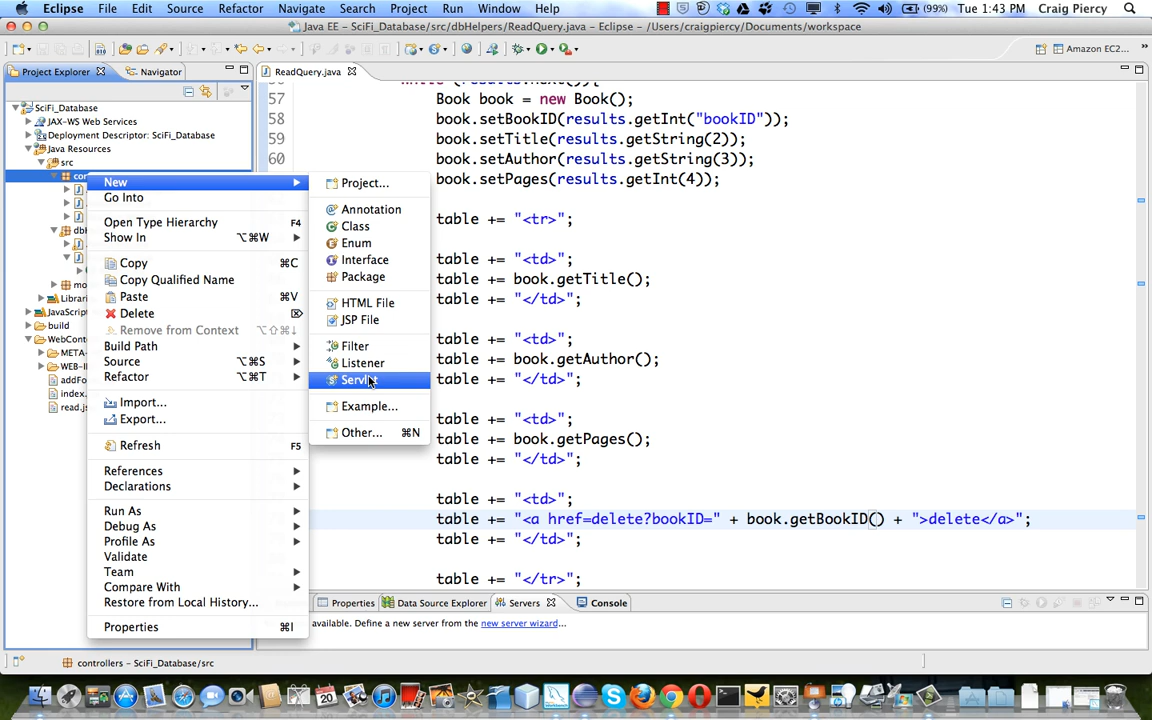 Eclipse File Edit Source Refactor Navigate Search Project Run Window Help (99%) Tue 1:43 PM Craig Piercy
Java EE – SciFi_Database/src/dbHelpers/ReadQuery.java – Eclipse – /Users/craigpiercy/Documents/workspace
Amazon EC2... »
Project Explorer Navigator
ReadQuery.java
SciFi_Database
JAX-WS Web Services
Deployment Descriptor: SciFi_Database
Java Resources
src
JavaScript
build
META-
addFo
index.
read.js
New
Go Into
Open Type Hierarchy F4
Show In ⌥⌘W
Copy ⌘C
Copy Qualified Name
Paste ⌘V
Delete ⌦
Remove from Context ⌥⇧⌘↓
Build Path
Source ⌥⌘S
Refactor ⌥⌘T
Import...
Export...
Refresh F5
References
Declarations
Run As
Debug As
Profile As
Validate
Team
Compare With
Restore from Local History...
Properties ⌘I
Project...
Annotation
Class
Enum
Interface
Package
HTML File
JSP File
Filter
Listener
Servlet
Example...
Other... ⌘N
57 Book book = new Book();
58 book.setBookID(results.getInt("bookID"));
59 book.setTitle(results.getString(2));
60 book.setAuthor(results.getString(3));
book.setPages(results.getInt(4));
table += "<tr>";
table += "<td>";
table += book.getTitle();
table += "</td>";
table += "<td>";
table += book.getAuthor();
table += "</td>";
table += "<td>";
table += book.getPages();
table += "</td>";
table += "<td>";
table += "<a href=delete?bookID=" + book.getBookID() + ">delete</a>";
table += "</td>";
table += "</tr>";
Properties Data Source Explorer Servers Console
available. Define a new server from the new server wizard...
controllers – SciFi_Database/src